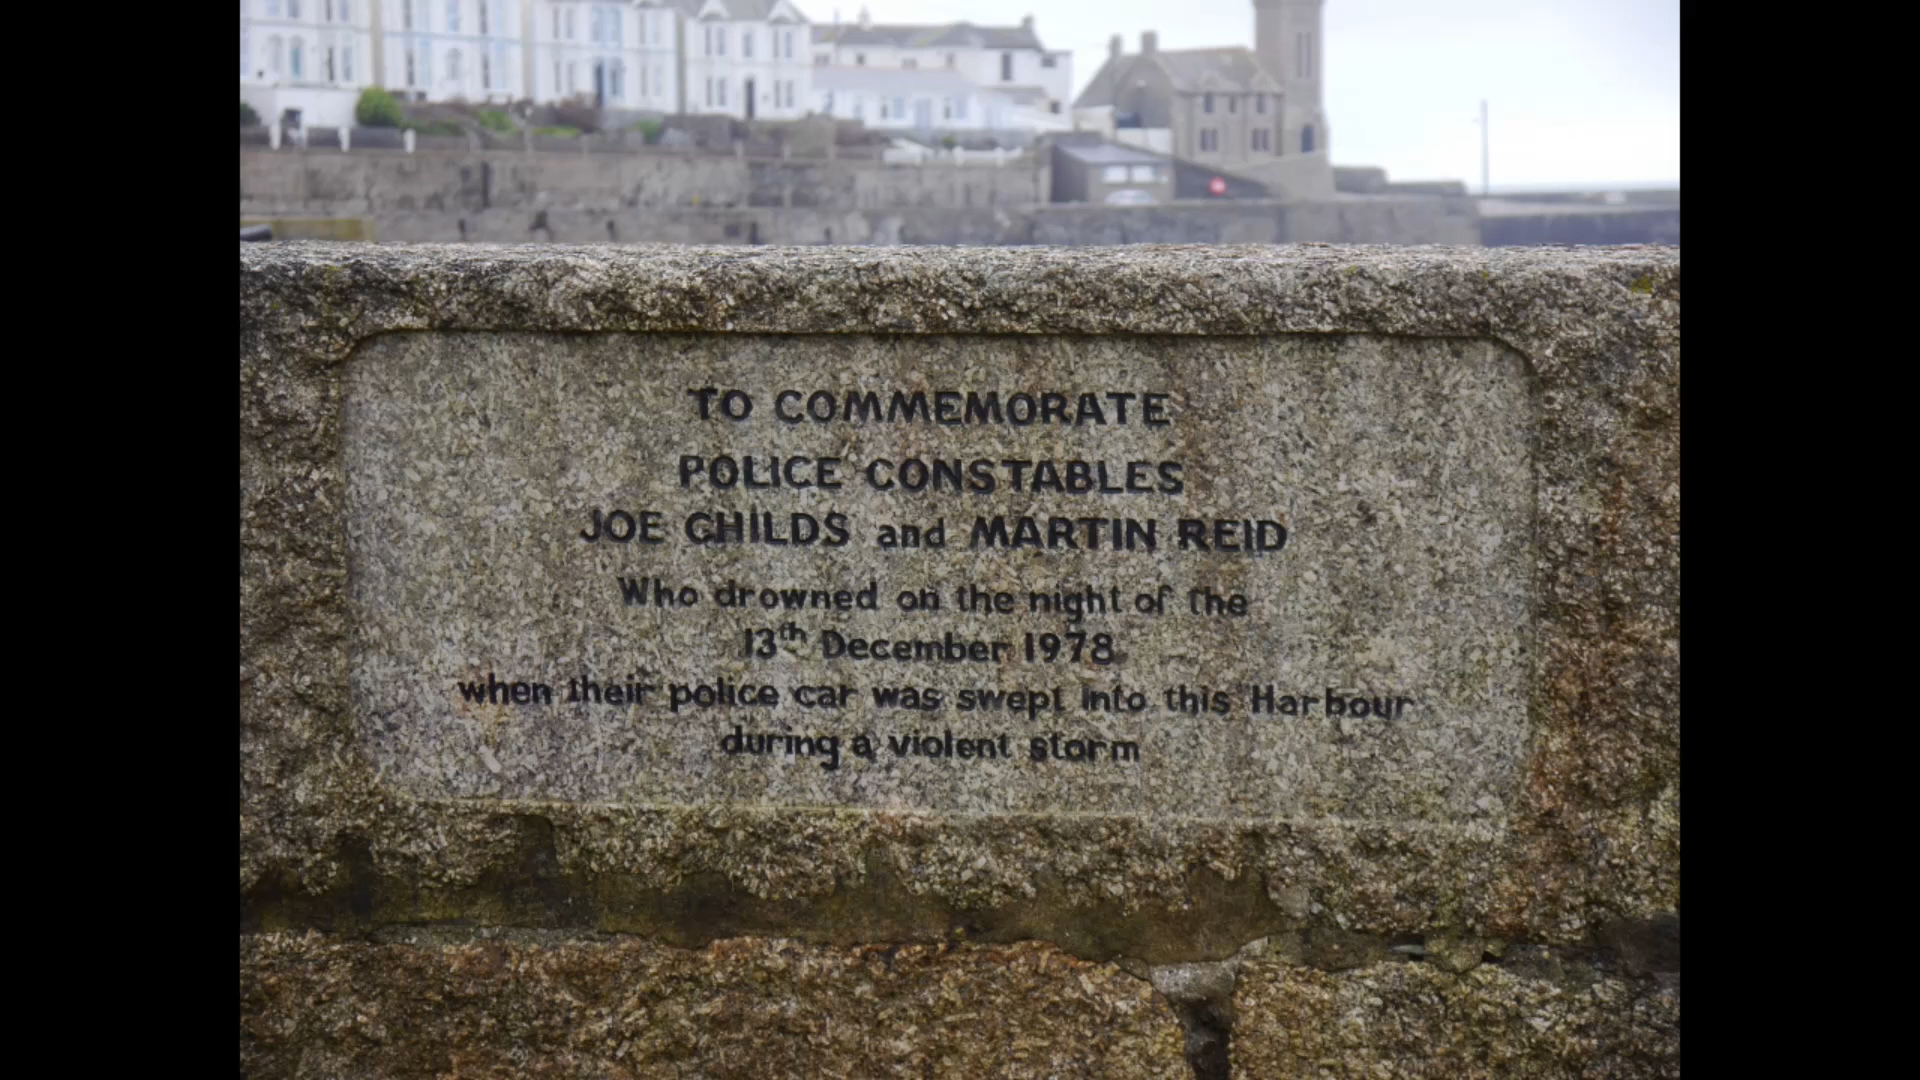 TO COMMEMORATE
POLICE CONSTABLES
JOE CHILDS and MARTIN REID
Who drowned on the night of the
13th December 1978
when their police car was swept into this Harbour
during a violent storm